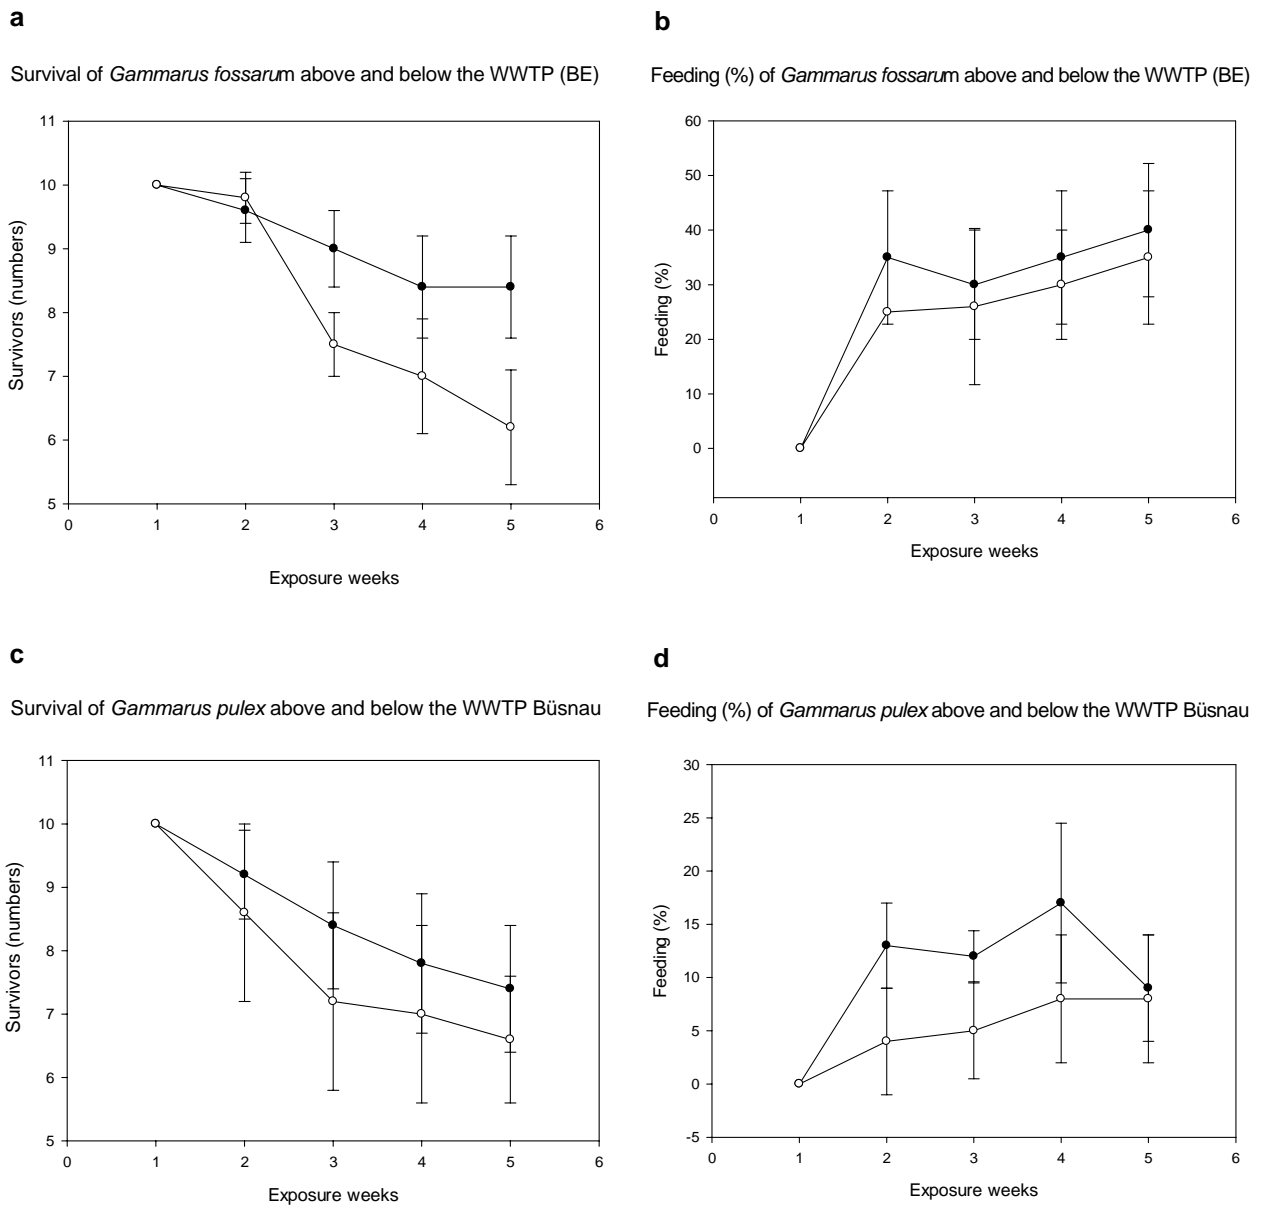 a
Survival of Gammarus fossarum above and below the WWTP (BE)
11
10
9
8
7
6
5
Survivors (numbers)
0 1 2 3 4 5 6
Exposure weeks
b
Feeding (%) of Gammarus fossarum above and below the WWTP (BE)
60
50
40
30
20
10
0
Feeding (%)
0 1 2 3 4 5 6
Exposure weeks
c
Survival of Gammarus pulex above and below the WWTP Büsnau
11
10
9
8
7
6
5
Survivors (numbers)
0 1 2 3 4 5 6
Exposure weeks
d
Feeding (%) of Gammarus pulex above and below the WWTP Büsnau
30
25
20
15
10
5
0
-5
Feeding (%)
0 1 2 3 4 5 6
Exposure weeks